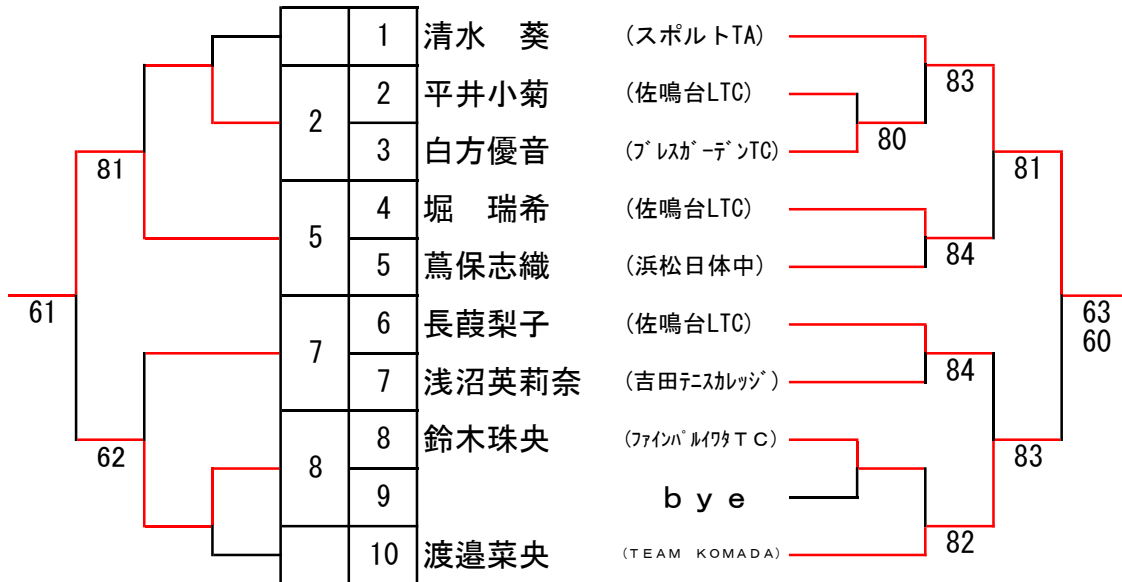 1 清水　葵 (スポルトTA)
83
2 平井小菊 (佐鳴台LTC)
2
80
3 白方優音 (ﾌﾞﾚｽｶﾞｰﾃﾞﾝTC)
81
81
4 堀　瑞希 (佐鳴台LTC)
5
84
5 蔦保志織 (浜松日体中)
61
63
6 長葭梨子 (佐鳴台LTC)
60
7
84
7 浅沼英莉奈 (吉田ﾃﾆｽｶﾚｯｼﾞ)
8 鈴木珠央 (ﾌｧｲﾝﾊﾟﾙｲﾜﾀＴＣ)
62
8
83
9 ｂｙｅ
82
10 渡邉菜央 (ＴＥＡＭ　ＫＯＭＡＤＡ)